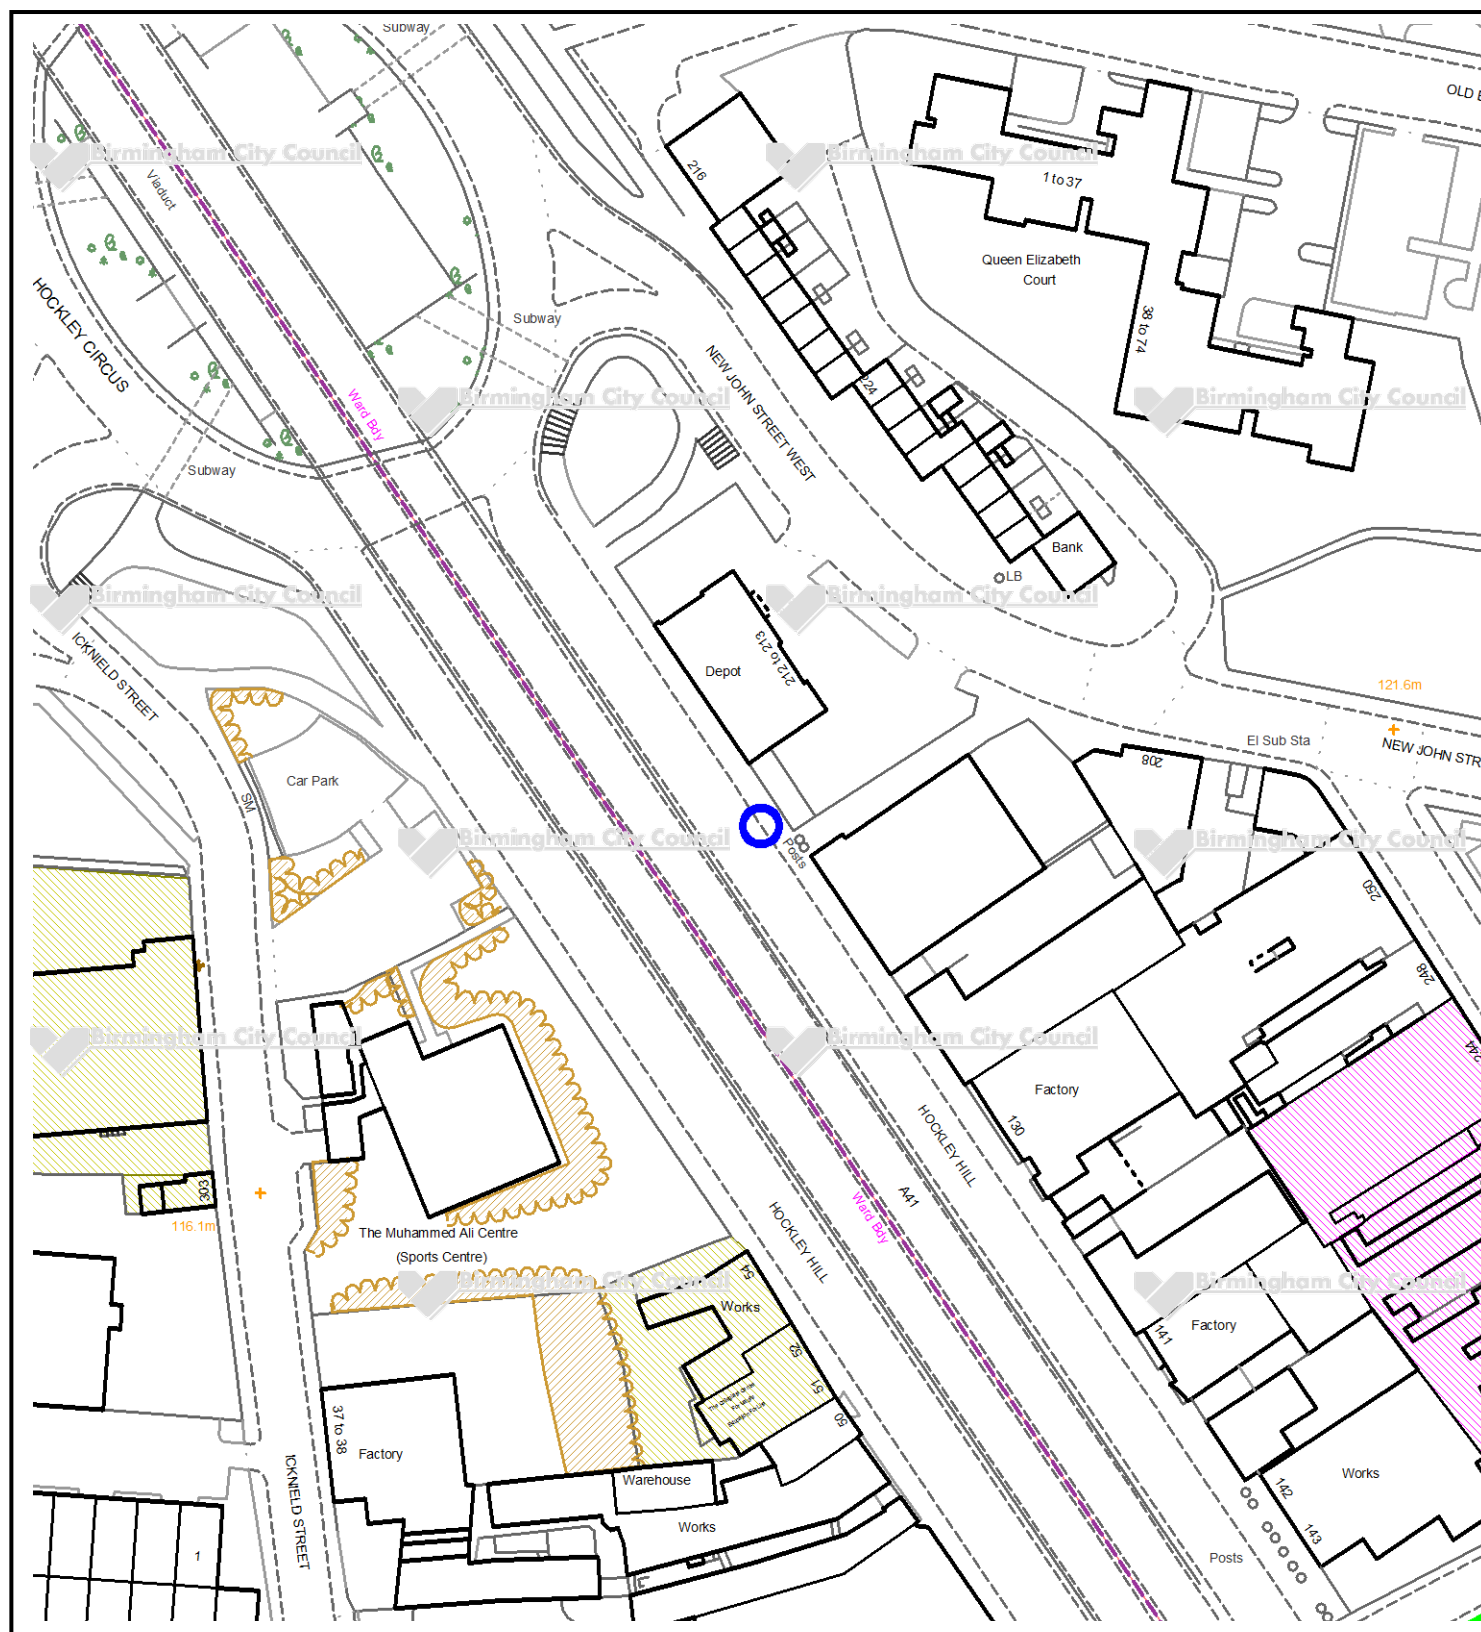 Subway
OLD
Birmingham City Council
Birmingham City Council
Viaduct
216
1 to 37
Queen Elizabeth
Court
HOCKLEY CIRCUS
Subway
38 to 74
NEW JOHN STREET WEST
224
Ward Bdy
Birmingham City Council
Birmingham City Council
Subway
Bank
LB
Birmingham City Council
Birmingham City Council
ICKNIELD STREET
212 to 213
Depot
121.6m
El Sub Sta
NEW JOHN STR
208
Car Park
SM
Birmingham City Council
Birmingham City Council
Posts
250
248
Birmingham City Council
Birmingham City Council
244
Factory
130
HOCKLEY HILL
A41
303
116.1m
Ward Bdy
HOCKLEY HILL
The Muhammed Ali Centre
(Sports Centre)
54
Birmingham City Council
Birmingham City Council
Works
Factory
141
52
51
50
37 to 38
Factory
ICKNIELD STREET
Warehouse
Works
Works
142
143
1
Posts